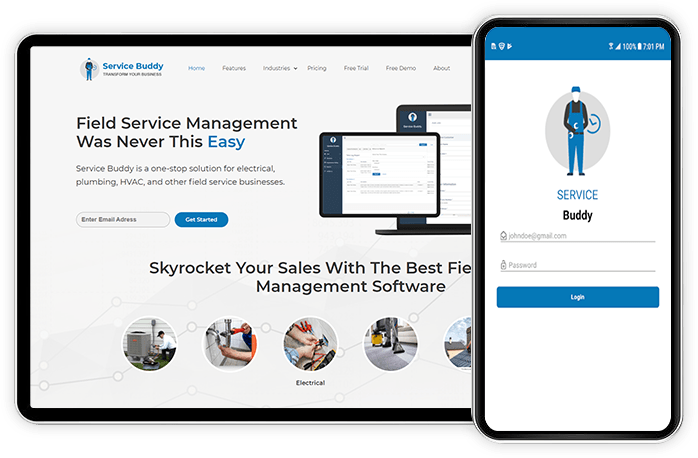 Service Buddy
TRANSFORM YOUR BUSINESS
Home
Features
Industries
Pricing
Free Trial
Free Demo
About
Field Service Management
Was Never This Easy
Service Buddy is a one-stop solution for electrical,
plumbing, HVAC, and other field service businesses.
Enter Email Adress
Get Started
Service Buddy
Skyrocket Your Sales With The Best Fie
Management Software
Electrical
100% 7:01 PM
SERVICE
Buddy
johndoe@gmail.com
Password
Login